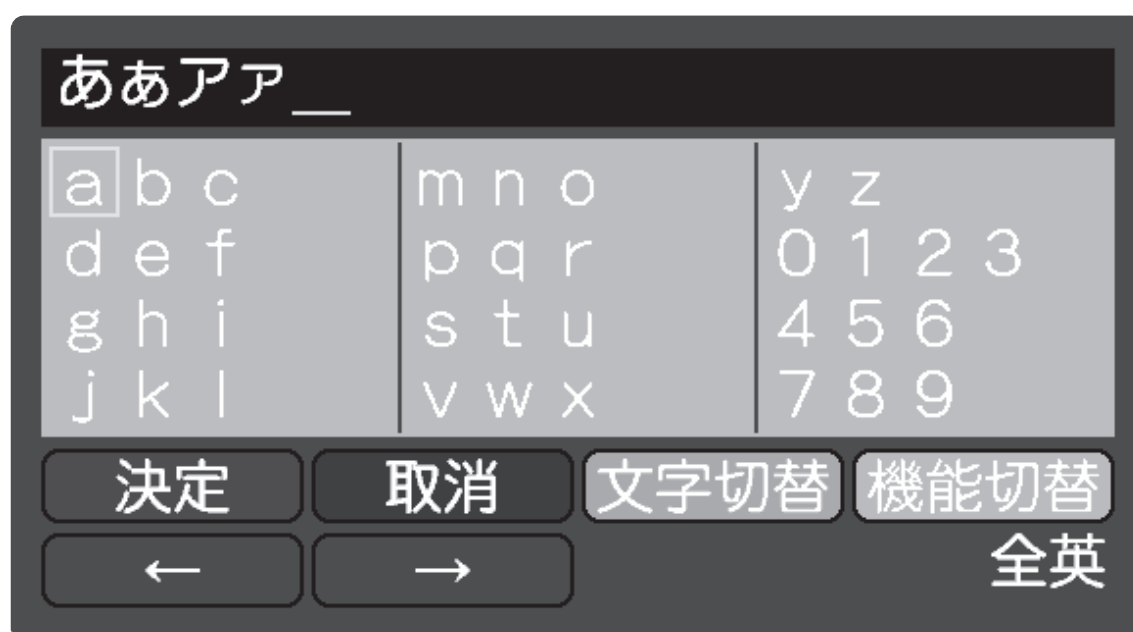 あぁアァ__
a b c m n o y z
d e f p q r 0 1 2 3
g h i s t u 4 5 6
j k l v w x 7 8 9
決定 取消 文字切替 機能切替
← → 全英